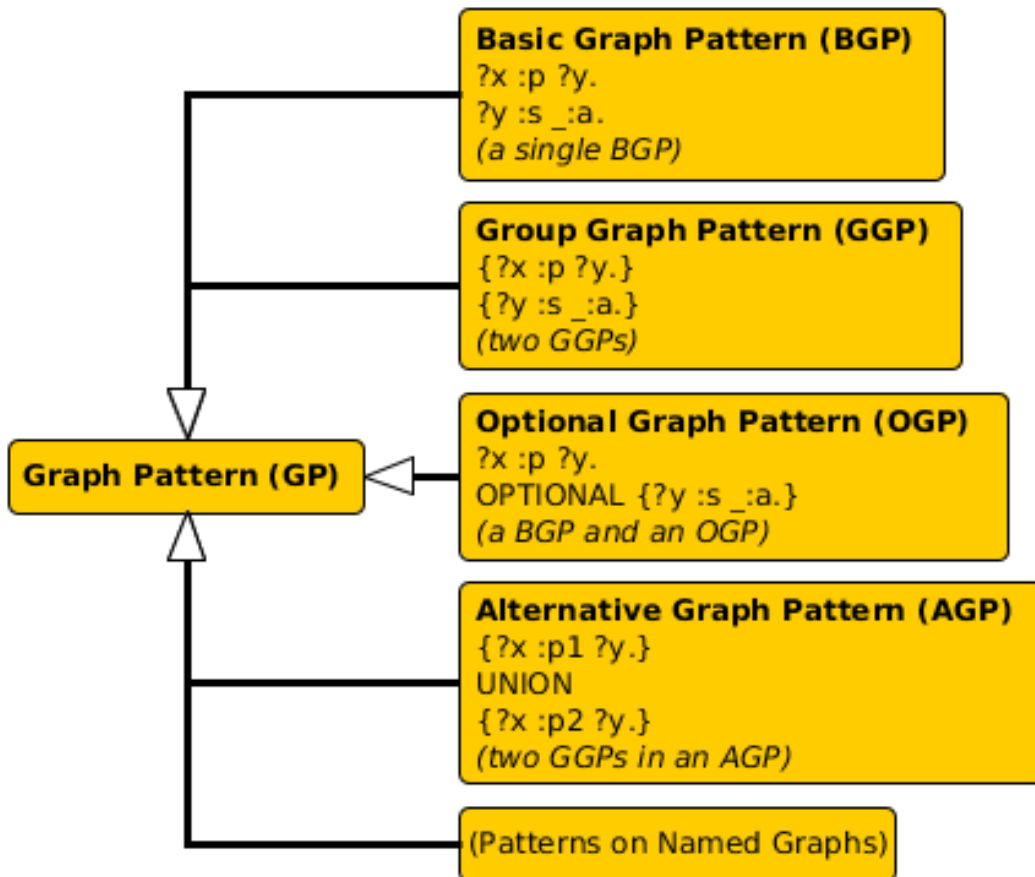 Basic Graph Pattern (BGP)
?x :p ?y.
?y :s _:a.
(a single BGP)
Group Graph Pattern (GGP)
{?x :p ?y.}
{?y :s _:a.}
(two GGPs)
Graph Pattern (GP)
Optional Graph Pattern (OGP)
?x :p ?y.
OPTIONAL {?y :s _:a.}
(a BGP and an OGP)
Alternative Graph Pattern (AGP)
{?x :p1 ?y.}
UNION
{?x :p2 ?y.}
(two GGPs in an AGP)
(Patterns on Named Graphs)